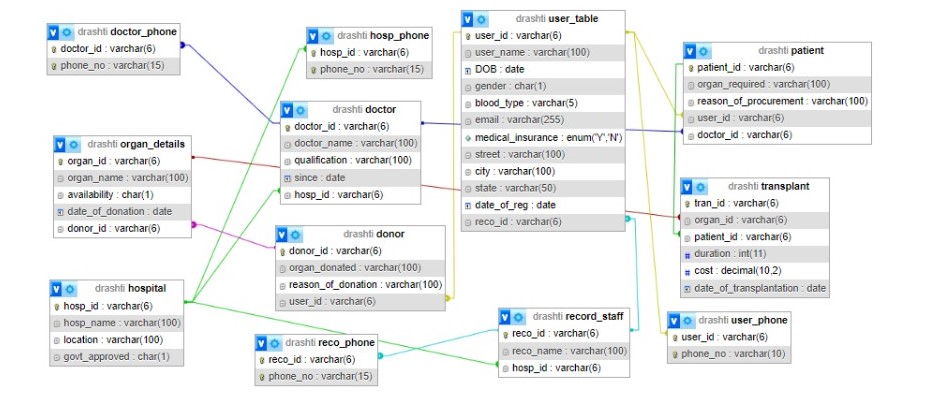 drashti doctor_phone
doctor_id : varchar(6)
phone_no : varchar(15)
drashti hosp_phone
hosp_id : varchar(6)
phone_no : varchar(15)
drashti user_table
user_id : varchar(6)
user_name : varchar(100)
DOB : date
gender : char(1)
blood_type : varchar(5)
email : varchar(255)
medical_insurance : enum('Y','N')
street : varchar(100)
city : varchar(100)
state : varchar(50)
date_of_reg : date
reco_id : varchar(6)
drashti patient
patient_id : varchar(6)
organ_required : varchar(100)
reason_of_procurement : varchar(100)
user_id : varchar(6)
doctor_id : varchar(6)
drashti doctor
doctor_id : varchar(6)
doctor_name : varchar(100)
qualification : varchar(100)
since : date
hosp_id : varchar(6)
drashti organ_details
organ_id : varchar(6)
organ_name : varchar(100)
availability : char(1)
date_of_donation : date
donor_id : varchar(6)
drashti transplant
tran_id : varchar(6)
organ_id : varchar(6)
patient_id : varchar(6)
duration : int(11)
cost : decimal(10,2)
date_of_transplantation : date
drashti donor
donor_id : varchar(6)
organ_donated : varchar(100)
reason_of_donation : varchar(100)
user_id : varchar(6)
drashti hospital
hosp_id : varchar(6)
hosp_name : varchar(100)
location : varchar(100)
govt_approved : char(1)
drashti reco_phone
reco_id : varchar(6)
phone_no : varchar(15)
drashti record_staff
reco_id : varchar(6)
reco_name : varchar(100)
hosp_id : varchar(6)
drashti user_phone
user_id : varchar(6)
phone_no : varchar(10)